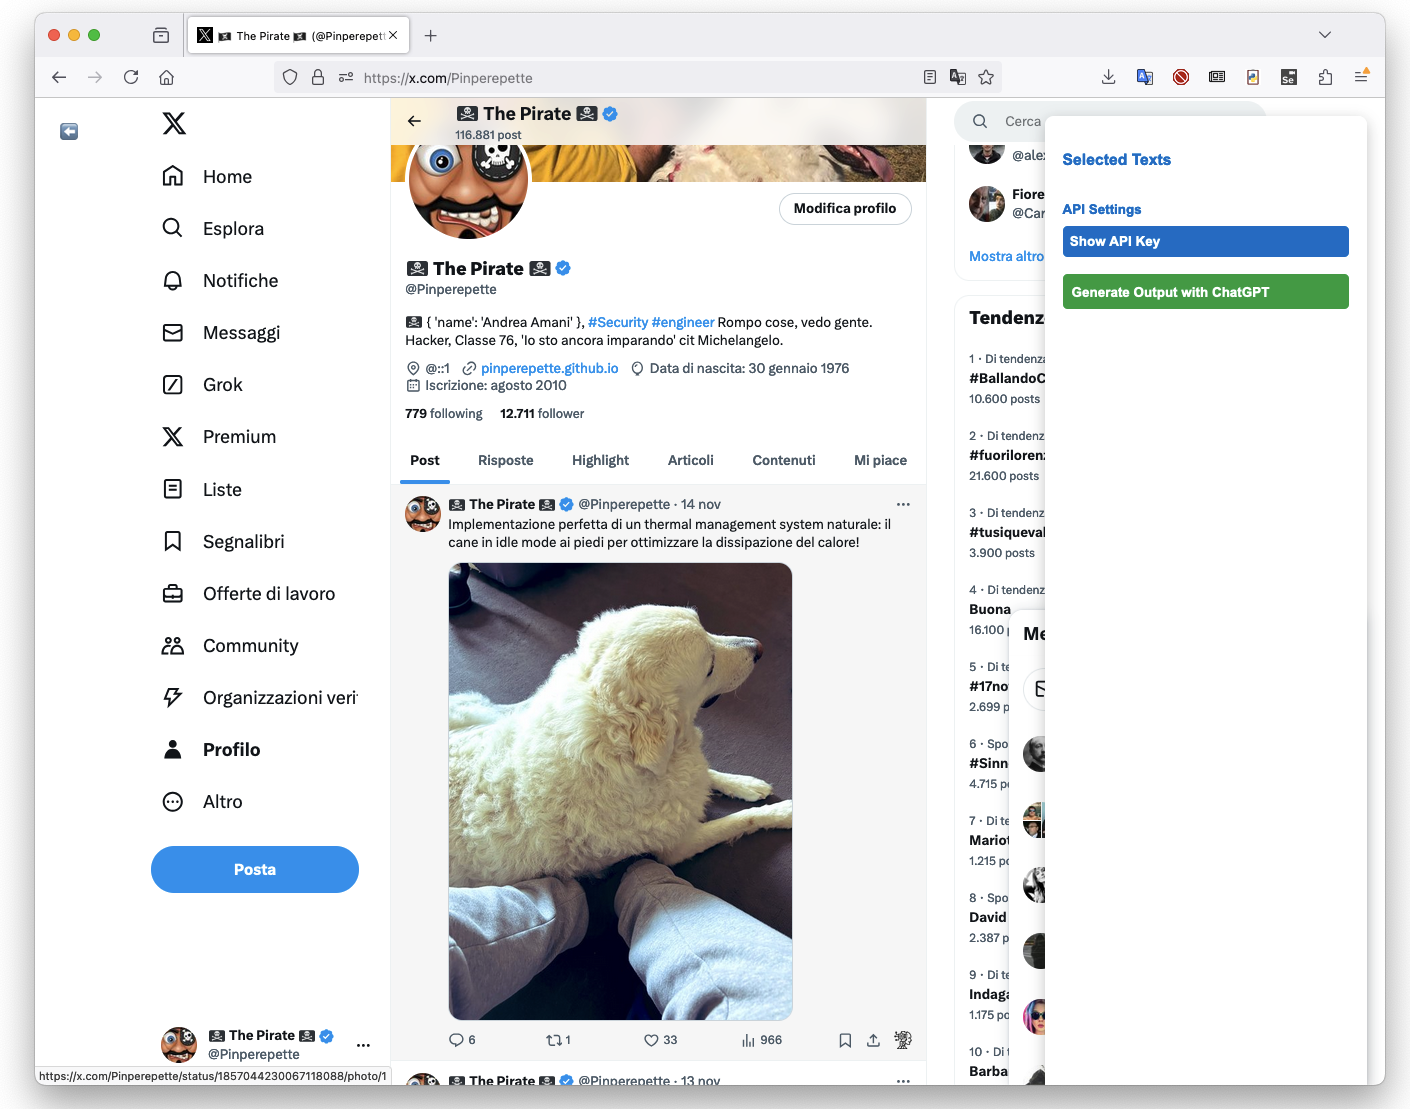 The Pirate (@Pinperepett
https://x.com/Pinperepette
Se
Home
Esplora
Notifiche
Messaggi
Grok
Premium
Liste
Segnalibri
Offerte di lavoro
Community
Organizzazioni veri
Profilo
Altro
Posta
The Pirate
@Pinperepette
https://x.com/Pinperepette/status/1857044230067118088/photo/1
The Pirate
116.881 post
Modifica profilo
The Pirate
@Pinperepette
{ 'name': 'Andrea Amani' }, #Security #engineer Rompo cose, vedo gente.
Hacker, Classe 76, 'Io sto ancora imparando' cit Michelangelo.
@::1 pinperepette.github.io Data di nascita: 30 gennaio 1976
Iscrizione: agosto 2010
779 following 12.711 follower
Post Risposte Highlight Articoli Contenuti Mi piace
The Pirate @Pinperepette · 14 nov
Implementazione perfetta di un thermal management system naturale: il
cane in idle mode ai piedi per ottimizzare la dissipazione del calore!
6 1 33 966
The Pirate @Pinperepette · 13 nov
Cerca
@ale
Fiore
@Car
Mostra altro
Tendenz
1 · Di tendenza
#BallandoC
10.600 posts
2 · Di tendenz
#fuorilorenz
21.600 posts
3 · Di tendenz
#tusiqueval
3.900 posts
4 · Di tendenz
Buona
16.100
5 · Di te
#17no
2.699 p
6 · Spo
#Sinn
4.715 p
7 · Di te
Mariot
1.215 po
8 · Spo
David
2.387 p
9 · Di te
Indaga
1.175 po
10 · Di t
Barba
Me
Selected Texts
API Settings
Show API Key
Generate Output with ChatGPT